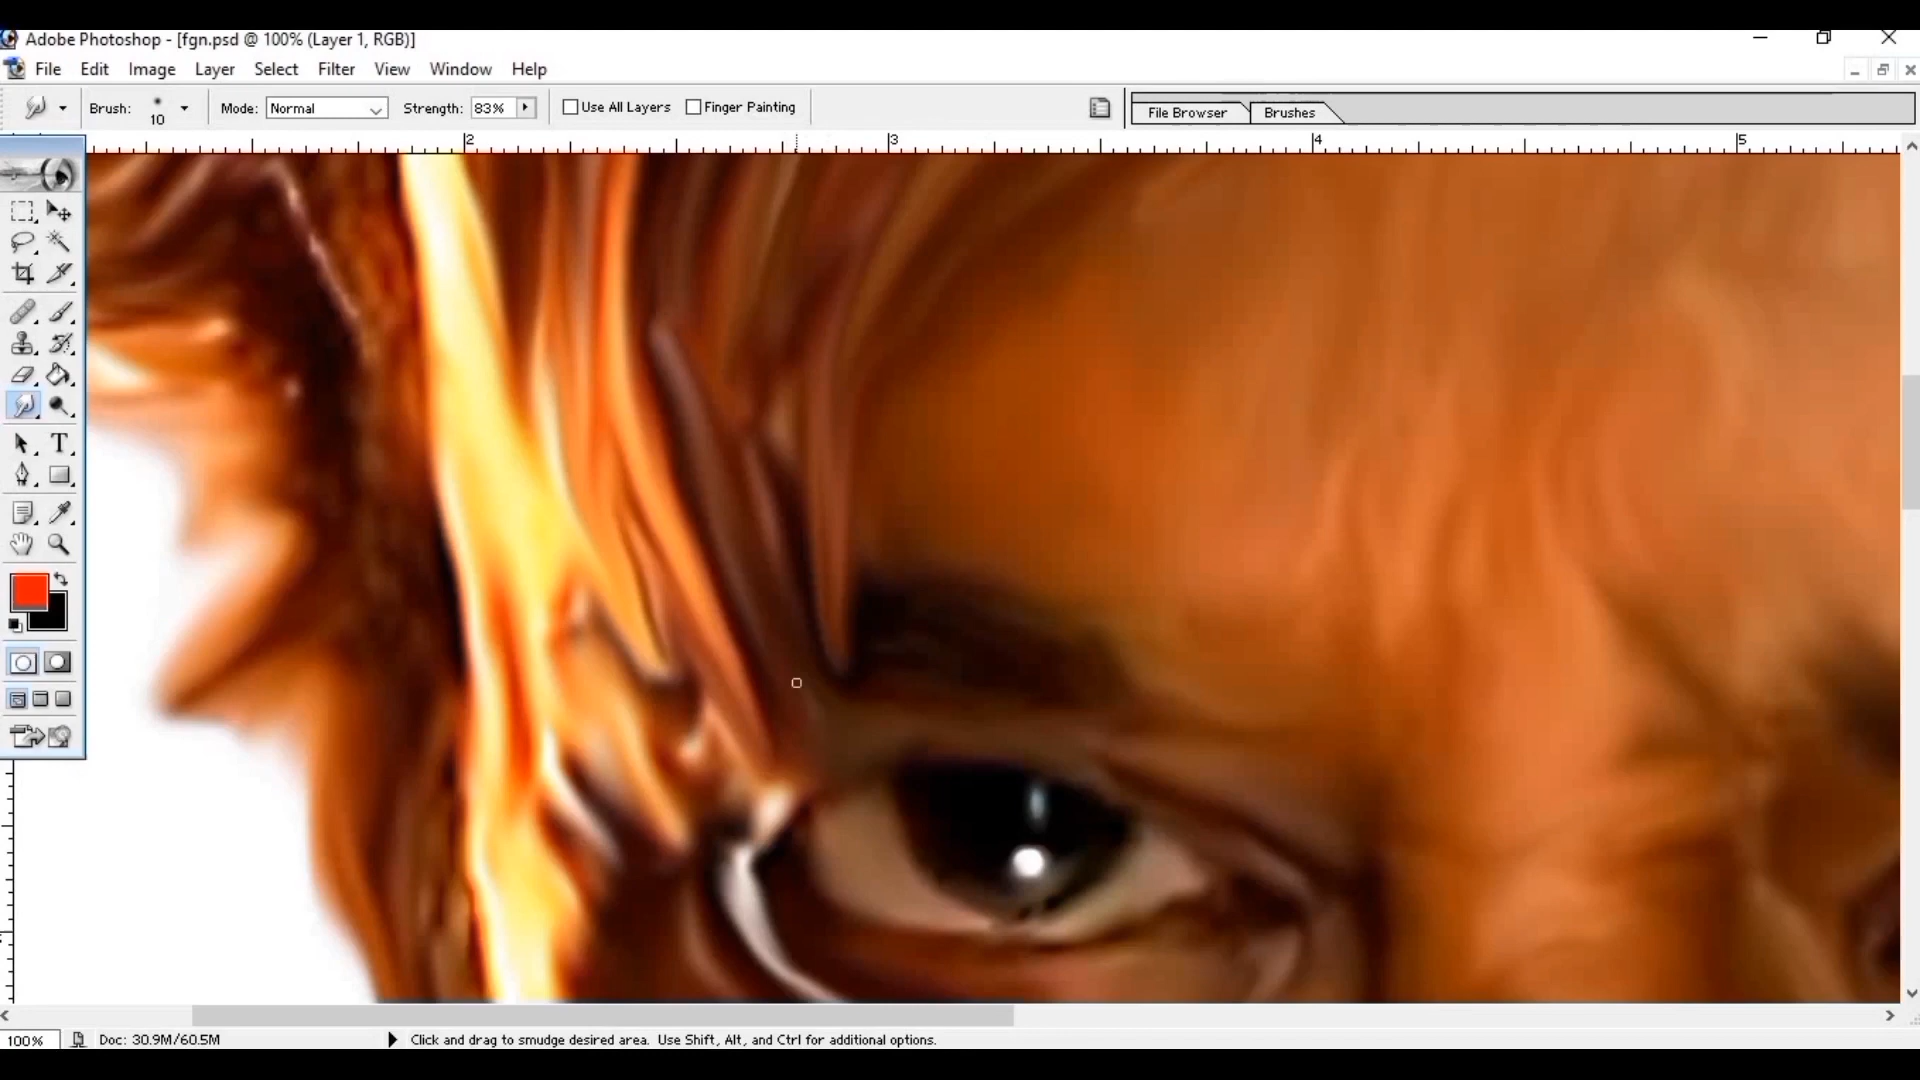 Adobe Photoshop - [fgn.psd @ 100% (Layer 1, RGB)]
File Edit Image Layer Select Filter View Window Help
Brush: 10 Mode: Normal Strength: 83% Use All Layers Finger Painting File Browser Brushes
2 3 4 5
T
100% Doc: 30.9M/60.5M Click and drag to smudge desired area. Use Shift, Alt, and Ctrl for additional options.